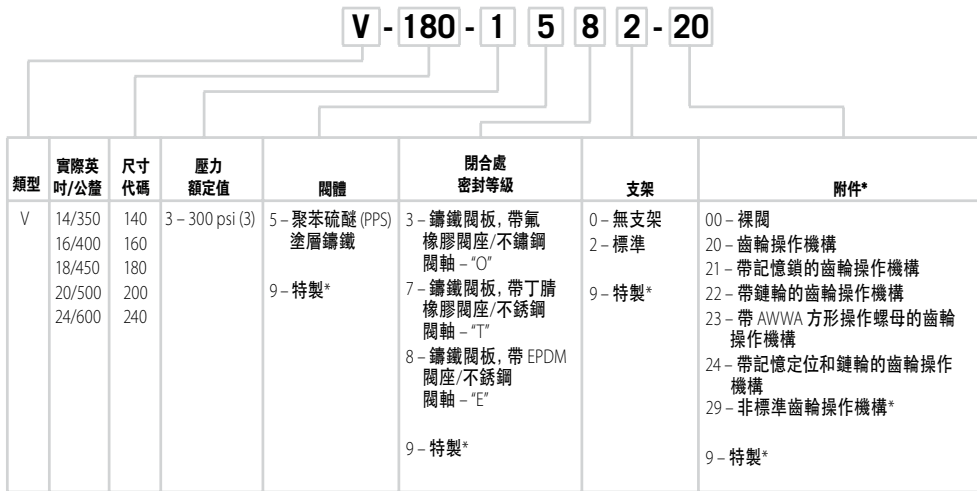 V - 180 - 1 5 8 2 - 20
類型
實際英
吋/公釐
尺寸
代碼
壓力
額定值
閥體
閉合處
密封等級
支架
附件*
V
14/350
16/400
18/450
20/500
24/600
140
160
180
200
240
3 – 300 psi (3)
5 – 聚苯硫醚 (PPS)
塗層鑄鐵
9 – 特製*
3 – 鑄鐵閥板, 帶氟
橡膠閥座/不鏽鋼
閥軸 – “O”
7 – 鑄鐵閥板, 帶丁腈
橡膠閥座/不銹鋼
閥軸 – “T”
8 – 鑄鐵閥板, 帶 EPDM
閥座/不銹鋼
閥軸 – “E”
9 – 特製*
0 – 無支架
2 – 標準
9 – 特製*
00 – 裸閥
20 – 齒輪操作機構
21 – 帶記憶鎖的齒輪操作機構
22 – 帶鏈輪的齒輪操作機構
23 – 帶 AWWA 方形操作螺母的齒輪
操作機構
24 – 帶記憶定位和鏈輪的齒輪操作
機構
29 – 非標準齒輪操作機構*
9 – 特製*